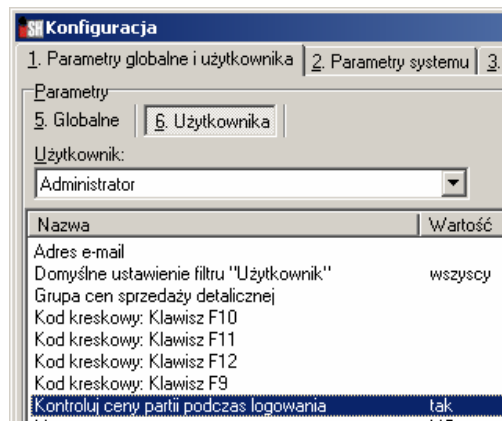 SH Konfiguracja
1. Parametry globalne i użytkownika 2. Parametry systemu 3.
Parametry
5. Globalne 6. Użytkownika
Użytkownik:
Administrator
Nazwa Wartość
Adres e-mail
Domyślne ustawienie filtru "Użytkownik" wszyscy
Grupa cen sprzedaży detalicznej
Kod kreskowy: Klawisz F10
Kod kreskowy: Klawisz F11
Kod kreskowy: Klawisz F12
Kod kreskowy: Klawisz F9
Kontroluj ceny partii podczas logowania tak